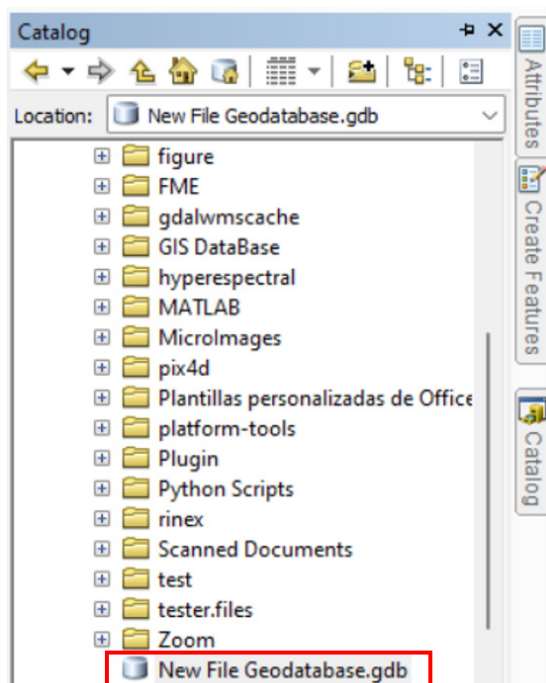 Catalog
Location: New File Geodatabase.gdb
figure
FME
gdalwmscache
GIS DataBase
hyperespectral
MATLAB
MicroImages
pix4d
Plantillas personalizadas de Office
platform-tools
Plugin
Python Scripts
rinex
Scanned Documents
test
tester.files
Zoom
New File Geodatabase.gdb
Attributes
Create Features
Catalog